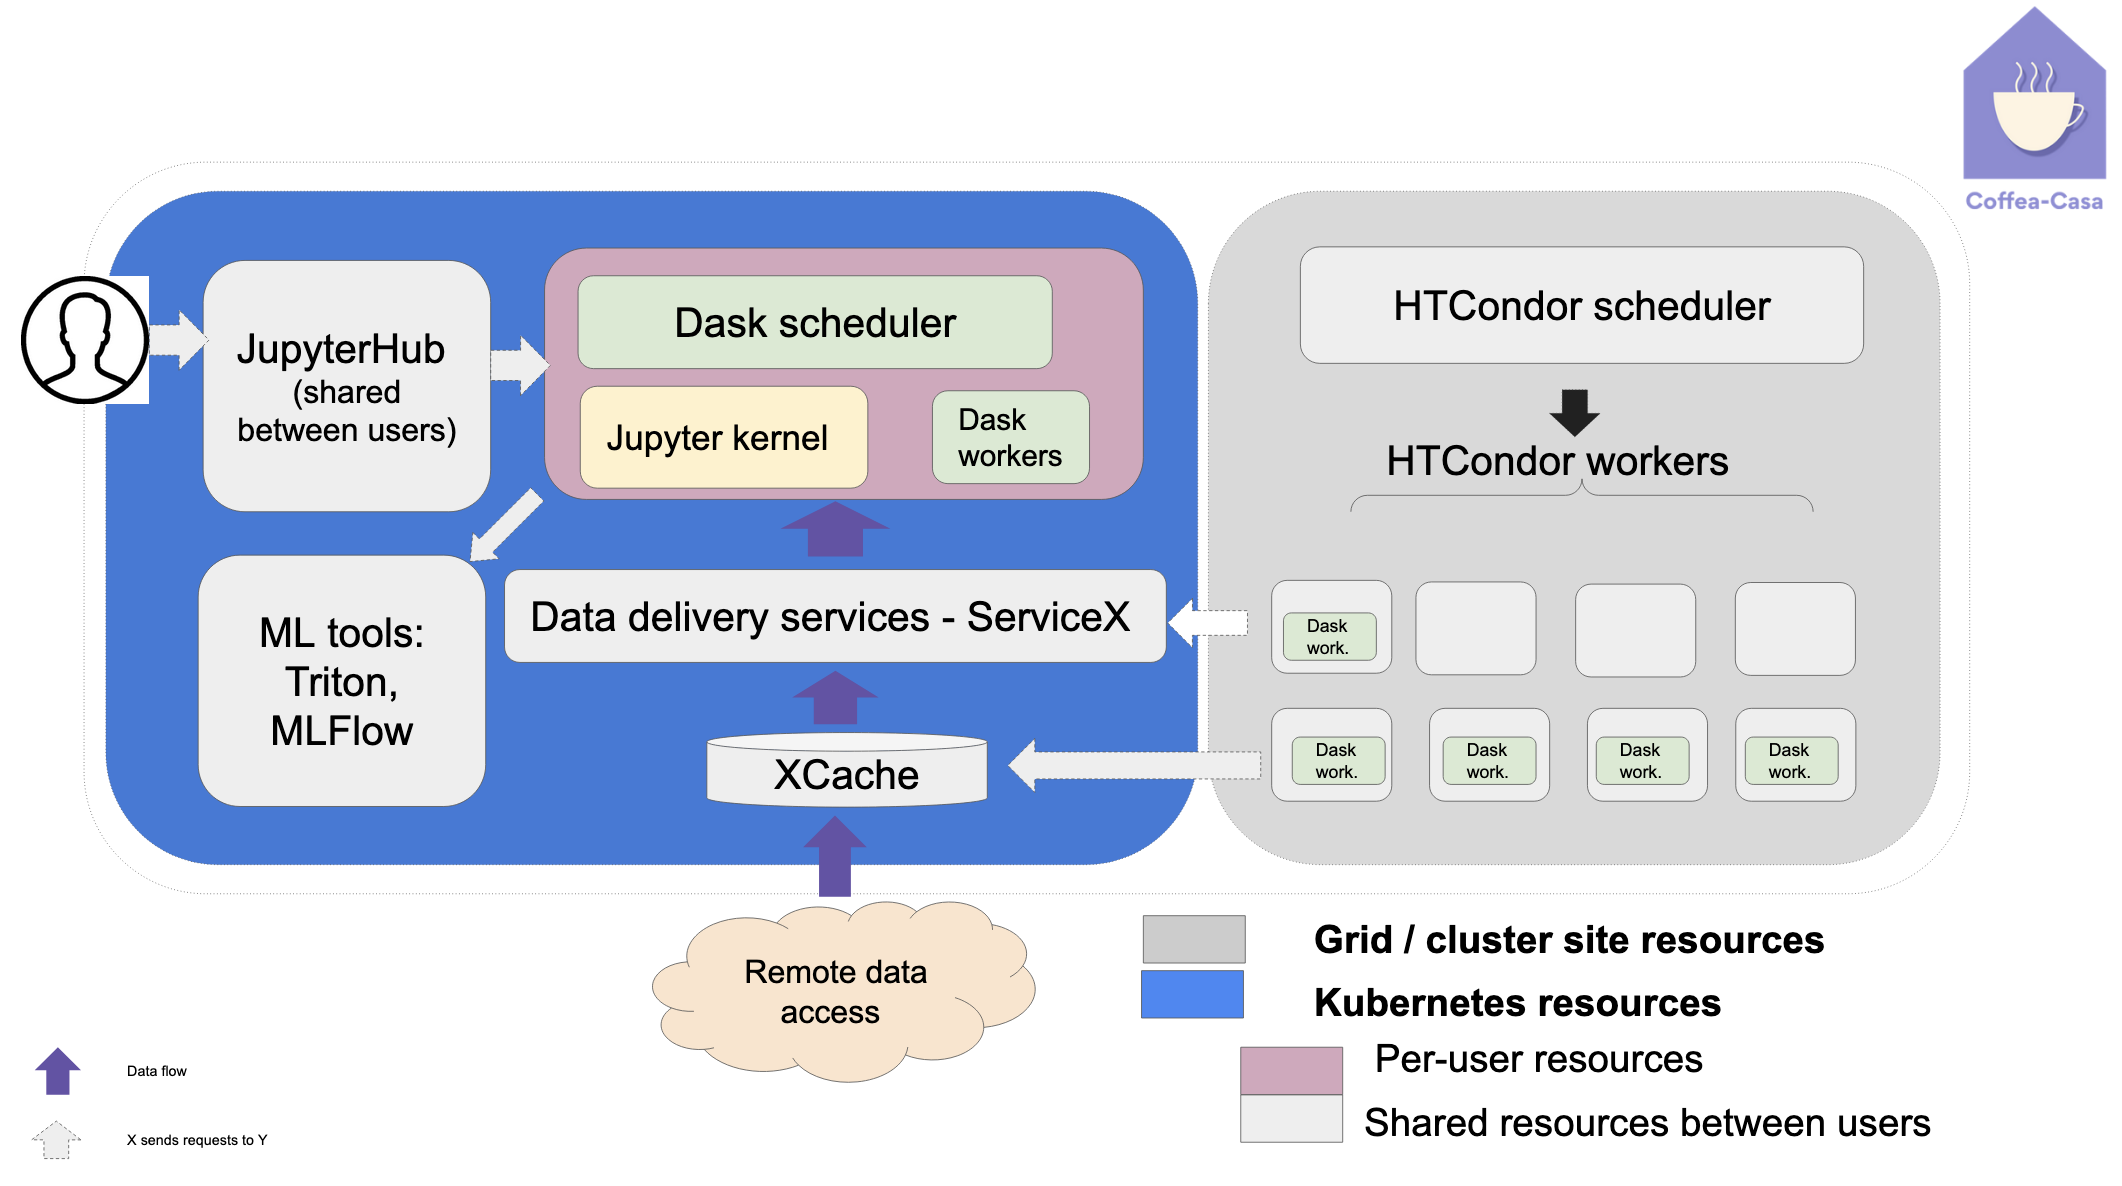 Coffea-Casa
JupyterHub
(shared
between users)
Dask scheduler
Jupyter kernel
Dask
workers
HTCondor scheduler
HTCondor workers
ML tools:
Triton,
MLFlow
Data delivery services - ServiceX
XCache
Dask
work.
Dask
work.
Dask
work.
Dask
work.
Dask
work.
Remote data
access
Grid / cluster site resources
Kubernetes resources
Per-user resources
Shared resources between users
Data flow
X sends requests to Y